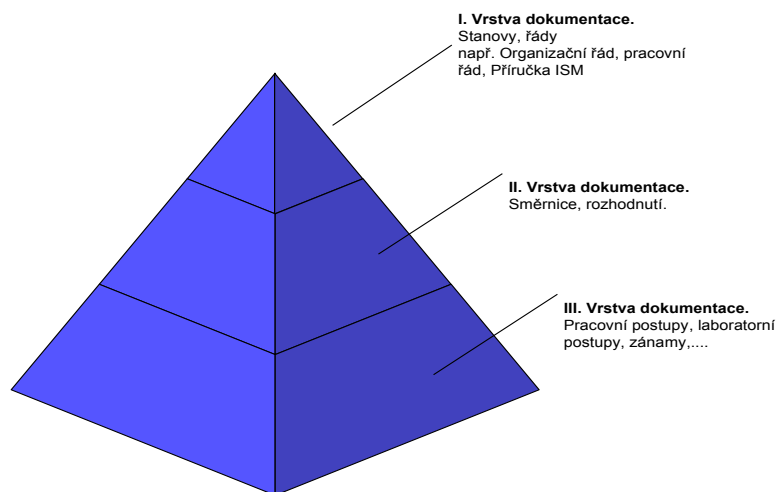 I. Vrstva dokumentace.
Stanovy, řády
např. Organizační řád, pracovní
řád, Příručka ISM
II. Vrstva dokumentace.
Směrnice, rozhodnutí.
III. Vrstva dokumentace.
Pracovní postupy, laboratorní
postupy, zánamy,....